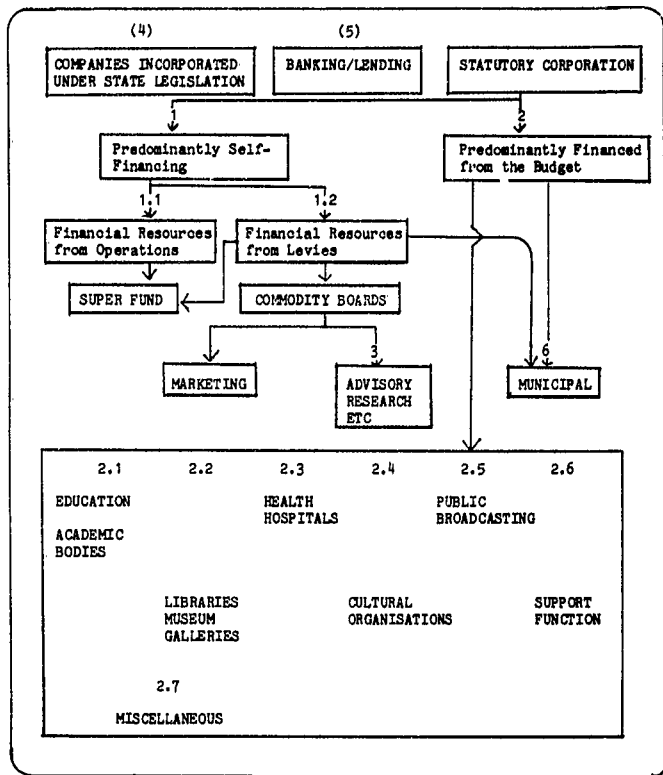 (4)
(5)
COMPANIES INCORPORATED
UNDER STATE LEGISLATION
BANKING/LENDING
STATUTORY CORPORATION
1
2
Predominantly Self-
Financing
Predominantly Financed
from the Budget
1.1
1.2
Financial Resources
from Operations
Financial Resources
from Levies
SUPER FUND
COMMODITY BOARDS
3
6
MARKETING
ADVISORY
RESEARCH
ETC
MUNICIPAL
2.1
2.2
2.3
2.4
2.5
2.6
EDUCATION
HEALTH
HOSPITALS
PUBLIC
BROADCASTING
ACADEMIC
BODIES
LIBRARIES
MUSEUM
GALLERIES
CULTURAL
ORGANISATIONS
SUPPORT
FUNCTION
2.7
MISCELLANEOUS